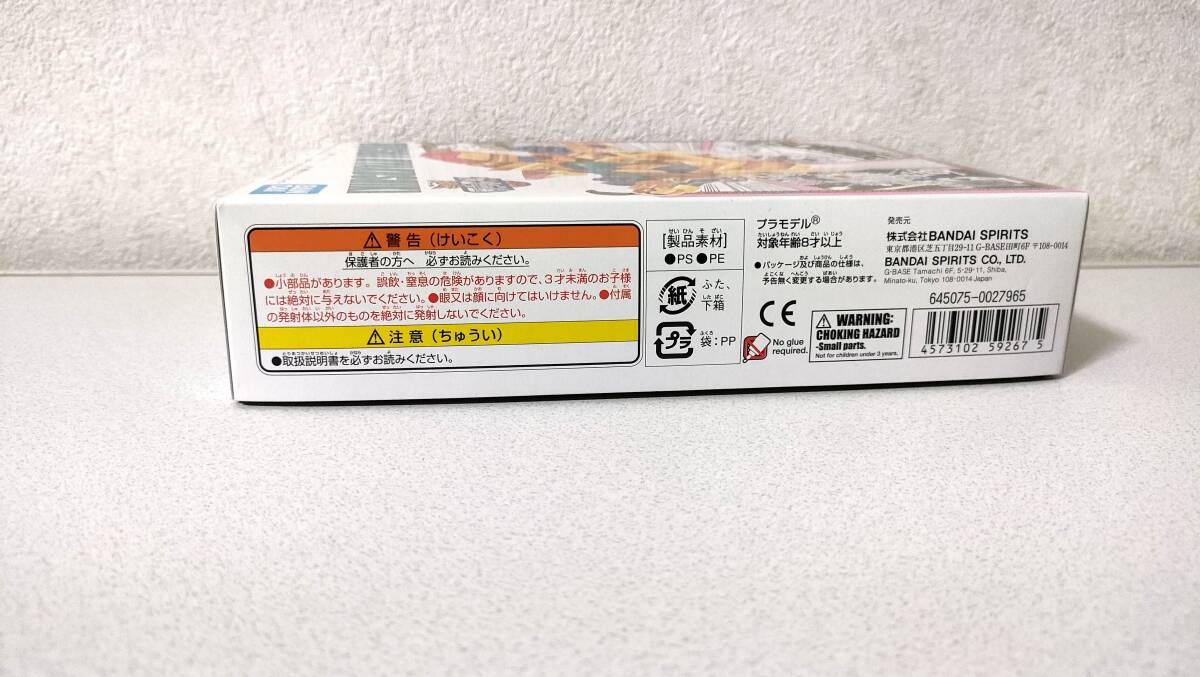 警告(けいこく)
保護者の方へ 必ずお読みください。
●小部品があります。誤飲・窒息の危険がありますので、3才未満のお子様
には絶対に与えないでください。●眼又は顔に向けてはいけません。●付属
の発射体以外のものを絶対に発射しないでください。
注意(ちゅうい)
●取扱説明書を必ずお読みください。
[製品素材]
●PS ●PE
紙
ふた、
下箱
プラ
袋:PP
プラモデル®
対象年齢8才以上
●パッケージ及び商品の仕様は、
予告無く変更する場合があります。
CE
No glue
required.
WARNING:
CHOKING HAZARD
-Small parts.
Not for children under 3 years.
発売元
株式会社BANDAI SPIRITS
東京都港区芝五丁目29-11 G-BASE田町6F 〒108-0014
BANDAI SPIRITS CO., LTD.
G-BASE Tamachi 6F, 5-29-11, Shiba,
Minato-ku, Tokyo 108-0014 Japan
645075-0027965
4573102 59267 5